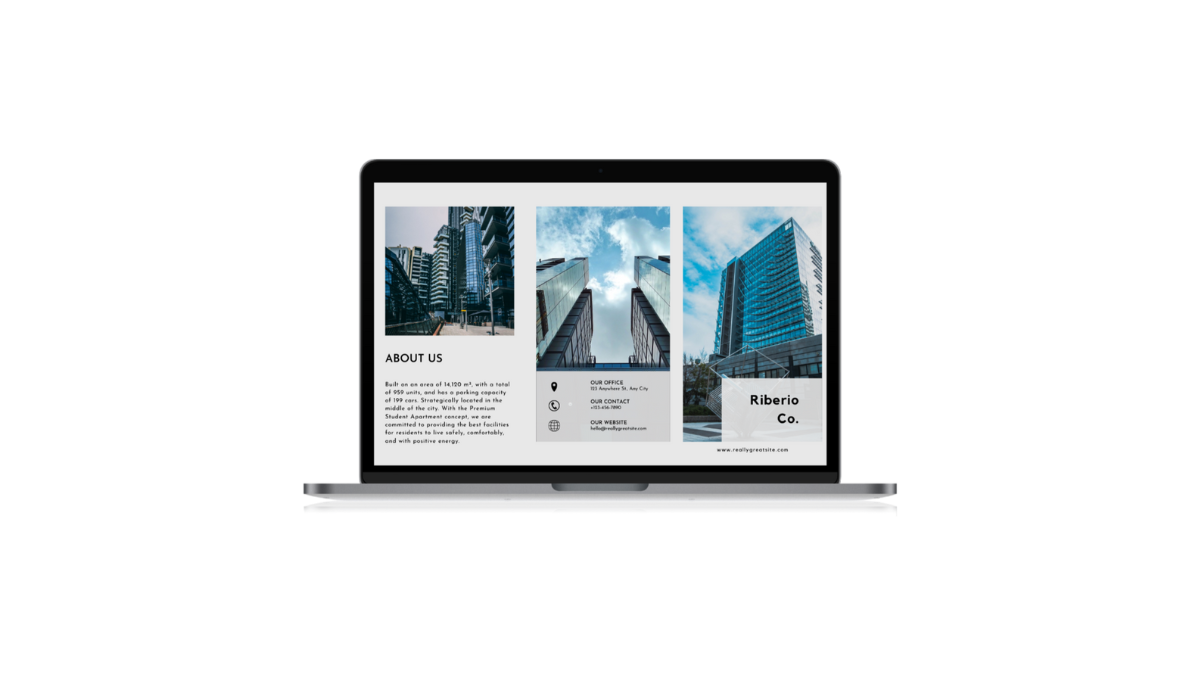 ABOUT US
Built on an area of 14,120 m², with a total
of 959 units, and has a parking capacity
of 199 cars. Strategically located in the
middle of the city. With the Premium
Student Apartment concept, we are
committed to providing the best facilities
for residents to live safely, comfortably,
and with positive energy.
OUR OFFICE
123 Anywhere St. Any City
OUR CONTACT
+123-456-7890
OUR WEBSITE
hello@reallygreatsite.com
Riberio
Co.
www.reallygreatsite.com